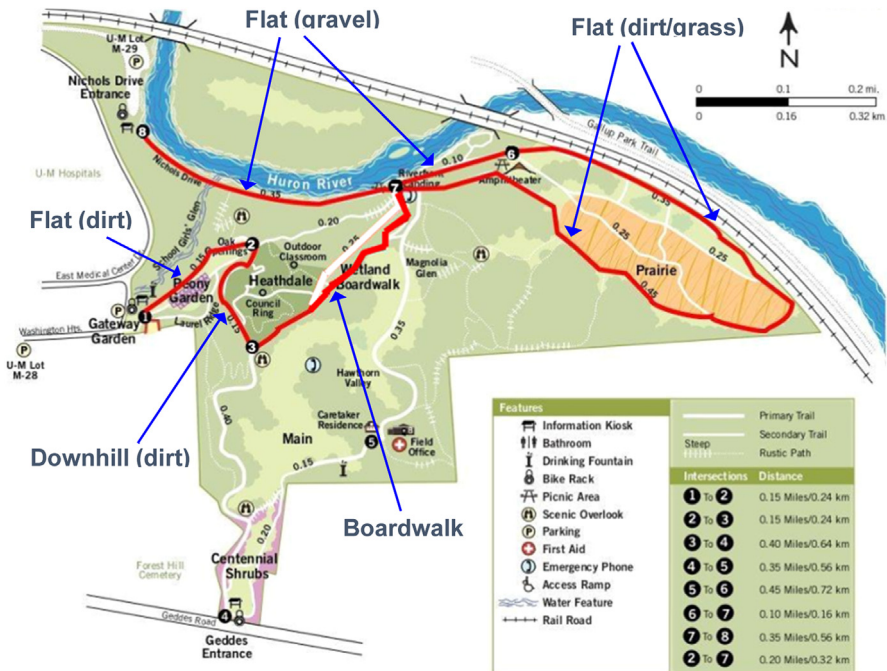 Flat (gravel)
Flat (dirt/grass)
U-M Lot
M-29
P
N
Nichols Drive
Entrance
0 0.1 0.2 mi.
0 0.16 0.32 km
Gallup Park Trail
8
6
0.10
Nichols Drive
Huron River
Riverfront
Landing
Amphitheater
U-M Hospitals
0.35
7
0.35
Flat (dirt)
School Girls' Glen
0.20
0.25
0.25
Oak
Openings
2
Outdoor
Classroom
0.25
0.15
East Medical Center Dr
Magnolia
Glen
Wetland
Boardwalk
Prairie
Peony
Garden
Heathdale
Council
Ring
0.45
1
Laurel Ridge
0.15
Washington Hts.
Gateway
Garden
0.35
3
P
U-M Lot
M-28
Hawthorn
Valley
0.40
Caretaker
Residence
5
Field
Office
Main
Downhill (dirt)
0.15
Boardwalk
0.20
Centennial
Shrubs
Forest Hill
Cemetery
4
Geddes Road
Geddes
Entrance
Features
Information Kiosk
Bathroom
Drinking Fountain
Bike Rack
Picnic Area
Scenic Overlook
P Parking
First Aid
Emergency Phone
Access Ramp
Water Feature
Rail Road
Primary Trail
Secondary Trail
Steep
Rustic Path
Intersections Distance
1 To 2 0.15 Miles/0.24 km
2 To 3 0.15 Miles/0.24 km
3 To 4 0.40 Miles/0.64 km
4 To 5 0.35 Miles/0.56 km
5 To 6 0.45 Miles/0.72 km
6 To 7 0.10 Miles/0.16 km
7 To 8 0.35 Miles/0.56 km
2 To 7 0.20 Miles/0.32 km